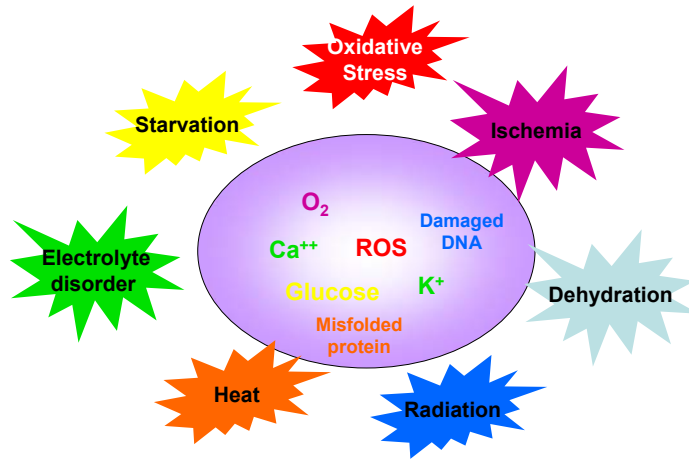 Oxidative
Stress
Starvation
Ischemia
O₂
Damaged
DNA
Ca⁺⁺
ROS
Electrolyte
disorder
Glucose
K⁺
Dehydration
Misfolded
protein
Heat
Radiation